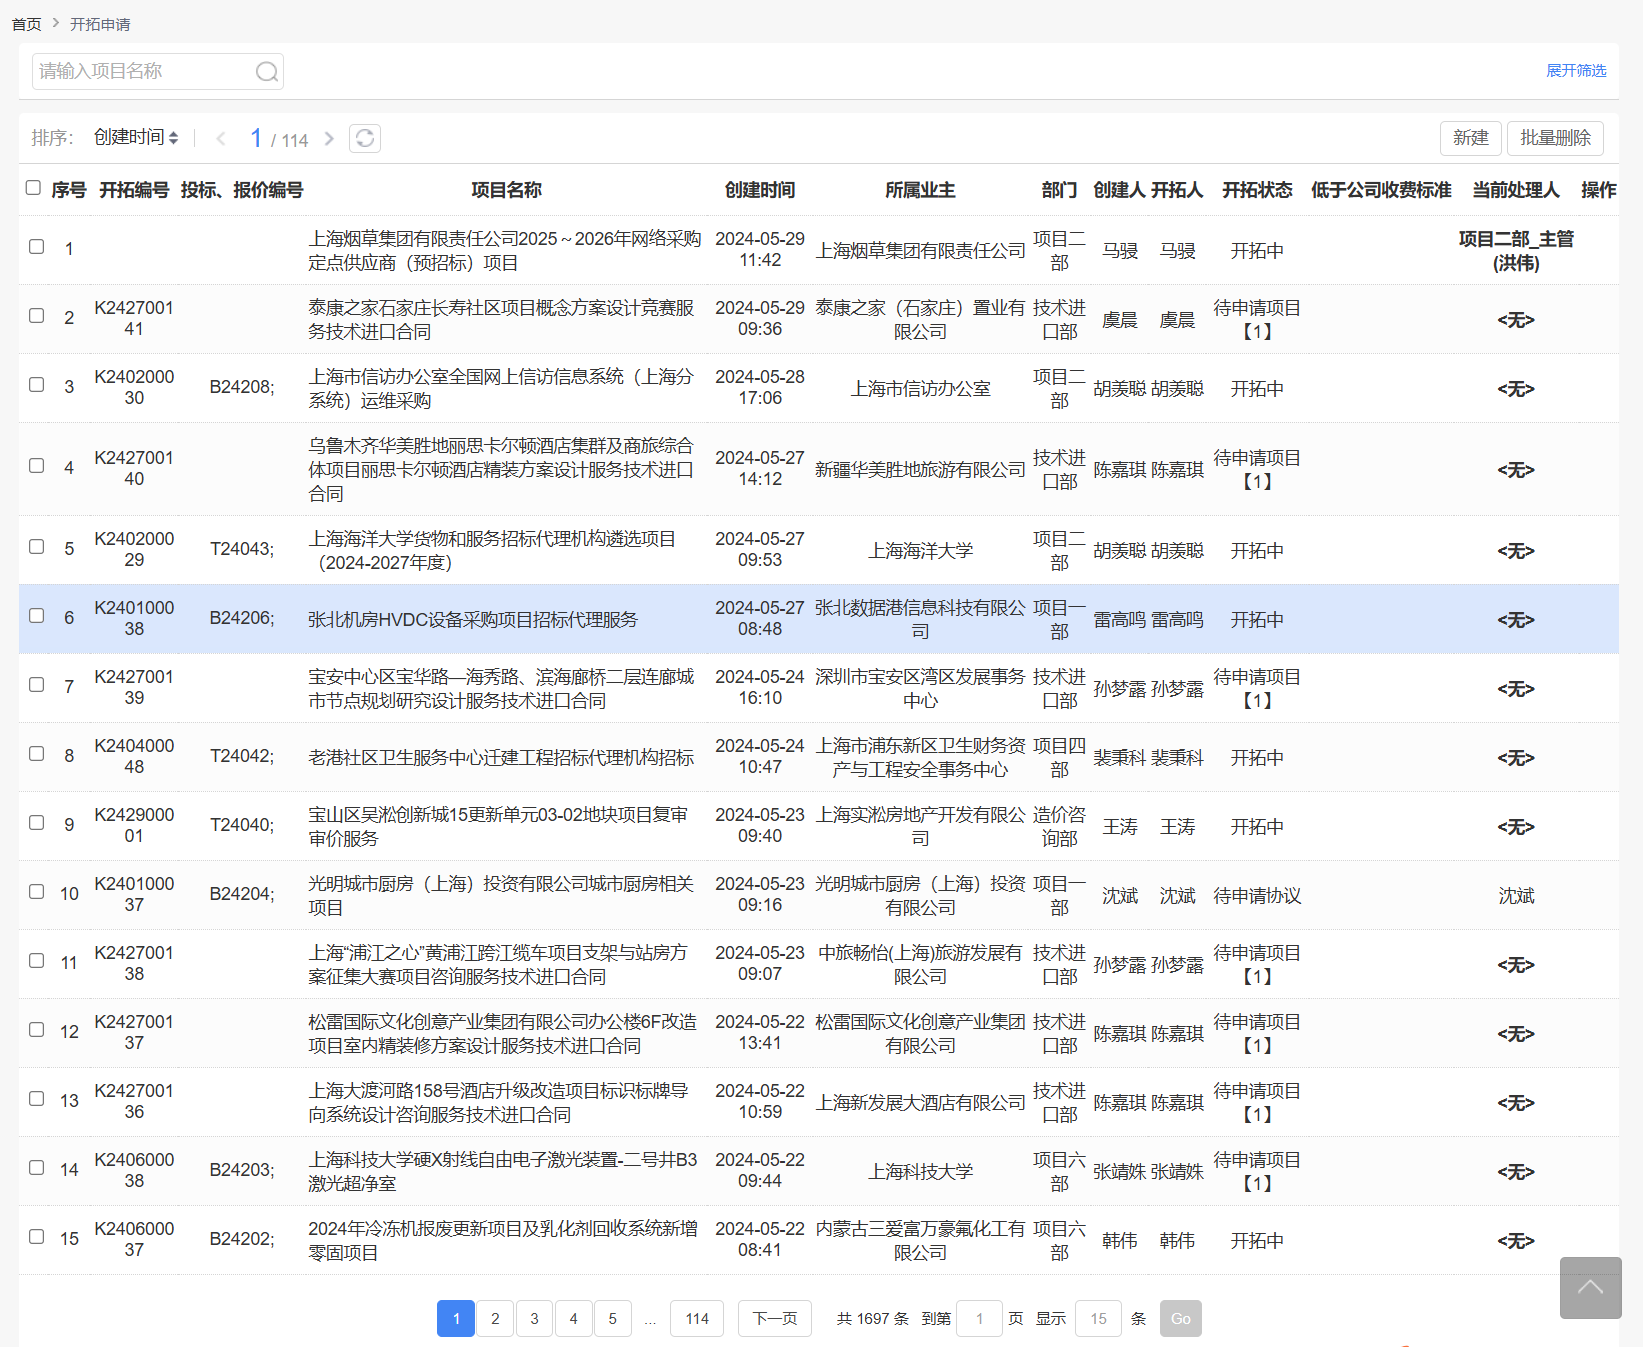 首页 > 开拓申请
请输入项目名称
展开筛选
排序: 创建时间 1 / 114 新建 批量删除
序号 开拓编号 投标、报价编号 项目名称 创建时间 所属业主 部门 创建人 开拓人 开拓状态 低于公司收费标准 当前处理人 操作
1 上海烟草集团有限责任公司2025～2026年网络采购 2024-05-29 上海烟草集团有限责任公司 项目二 马骎 马骎 开拓中 项目二部_主管
定点供应商（预招标）项目 11:42 部 (洪伟)
2 K2427001 泰康之家石家庄长寿社区项目概念方案设计竞赛服 2024-05-29 泰康之家（石家庄）置业有 技术进 虞晨 虞晨 待申请项目 <无>
41 务技术进口合同 09:36 限公司 口部 【1】
3 K2402000 B24208; 上海市信访办公室全国网上信访信息系统（上海分 2024-05-28 上海市信访办公室 项目二 胡羡聪 胡羡聪 开拓中 <无>
30 系统）运维采购 17:06 部
4 K2427001 乌鲁木齐华美胜地丽思卡尔顿酒店集群及商旅综合 2024-05-27 新疆华美胜地旅游有限公司 技术进 陈嘉琪 陈嘉琪 待申请项目 <无>
40 体项目丽思卡尔顿酒店精装方案设计服务技术进口 14:12 口部 【1】
合同
5 K2402000 T24043; 上海海洋大学货物和服务招标代理机构遴选项目 2024-05-27 上海海洋大学 项目二 胡羡聪 胡羡聪 开拓中 <无>
29 （2024-2027年度） 09:53 部
6 K2401000 B24206; 张北机房HVDC设备采购项目招标代理服务 2024-05-27 张北数据港信息科技有限公 项目一 雷高鸣 雷高鸣 开拓中 <无>
38 08:48 司 部
7 K2427001 宝安中心区宝华路—海秀路、滨海廊桥二层连廊城 2024-05-24 深圳市宝安区湾区发展事务 技术进 孙梦露 孙梦露 待申请项目 <无>
39 市节点规划研究设计服务技术进口合同 16:10 中心 口部 【1】
8 K2404000 T24042; 老港社区卫生服务中心迁建工程招标代理机构招标 2024-05-24 上海市浦东新区卫生财务资 项目四 裴秉科 裴秉科 开拓中 <无>
48 10:47 产与工程安全事务中心 部
9 K2429000 T24040; 宝山区吴淞创新城15更新单元03-02地块项目复审 2024-05-23 上海实淞房地产开发有限公 造价咨 王涛 王涛 开拓中 <无>
01 审价服务 09:40 司 询部
10 K2401000 B24204; 光明城市厨房（上海）投资有限公司城市厨房相关 2024-05-23 光明城市厨房（上海）投资 项目一 沈斌 沈斌 待申请协议 沈斌
37 项目 09:16 有限公司 部
11 K2427001 上海“浦江之心”黄浦江跨江缆车项目支架与站房方 2024-05-23 中旅畅怡(上海)旅游发展有 技术进 孙梦露 孙梦露 待申请项目 <无>
38 案征集大赛项目咨询服务技术进口合同 09:07 限公司 口部 【1】
12 K2427001 松雷国际文化创意产业集团有限公司办公楼6F改造 2024-05-22 松雷国际文化创意产业集团 技术进 陈嘉琪 陈嘉琪 待申请项目 <无>
37 项目室内精装修方案设计服务技术进口合同 13:41 有限公司 口部 【1】
13 K2427001 上海大渡河路158号酒店升级改造项目标识标牌导 2024-05-22 上海新发展大酒店有限公司 技术进 陈嘉琪 陈嘉琪 待申请项目 <无>
36 向系统设计咨询服务技术进口合同 10:59 口部 【1】
14 K2406000 B24203; 上海科技大学硬X射线自由电子激光装置-二号井B3 2024-05-22 上海科技大学 项目六 张靖姝 张靖姝 待申请项目 <无>
38 激光超净室 09:44 部 【1】
15 K2406000 B24202; 2024年冷冻机报废更新项目及乳化剂回收系统新增 2024-05-22 内蒙古三爱富万豪氟化工有 项目六 韩伟 韩伟 开拓中 <无>
37 零固项目 08:41 限公司 部
1 2 3 4 5 ... 114 下一页 共 1697 条 到第 1 页 显示 15 条 Go